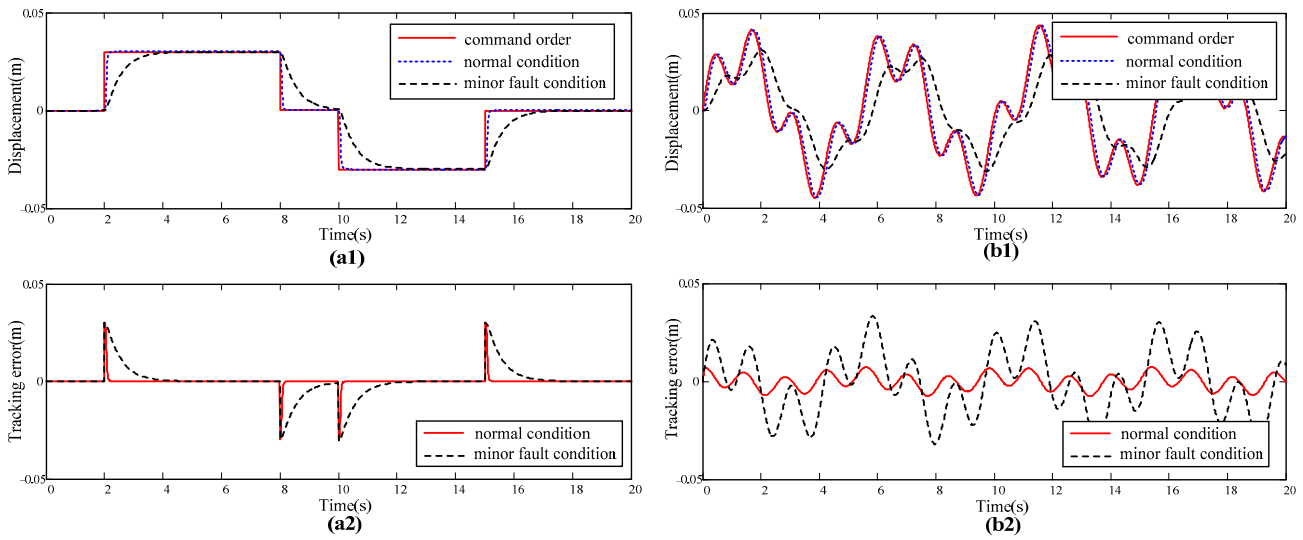 0.05
0
−0.05
Displacement(m)
command order
normal condition
minor fault condition
0 2 4 6 8 10 12 14 16 18 20
Time(s)
(a1)
0.05
0
−0.05
Displacement(m)
command order
normal condition
minor fault condition
0 2 4 6 8 10 12 14 16 18 20
Time(s)
(b1)
0.05
0
−0.05
Tracking error(m)
normal condition
minor fault condition
0 2 4 6 8 10 12 14 16 18 20
Time(s)
(a2)
0.05
0
−0.05
Tracking error(m)
normal condition
minor fault condition
0 2 4 6 8 10 12 14 16 18 20
Time(s)
(b2)